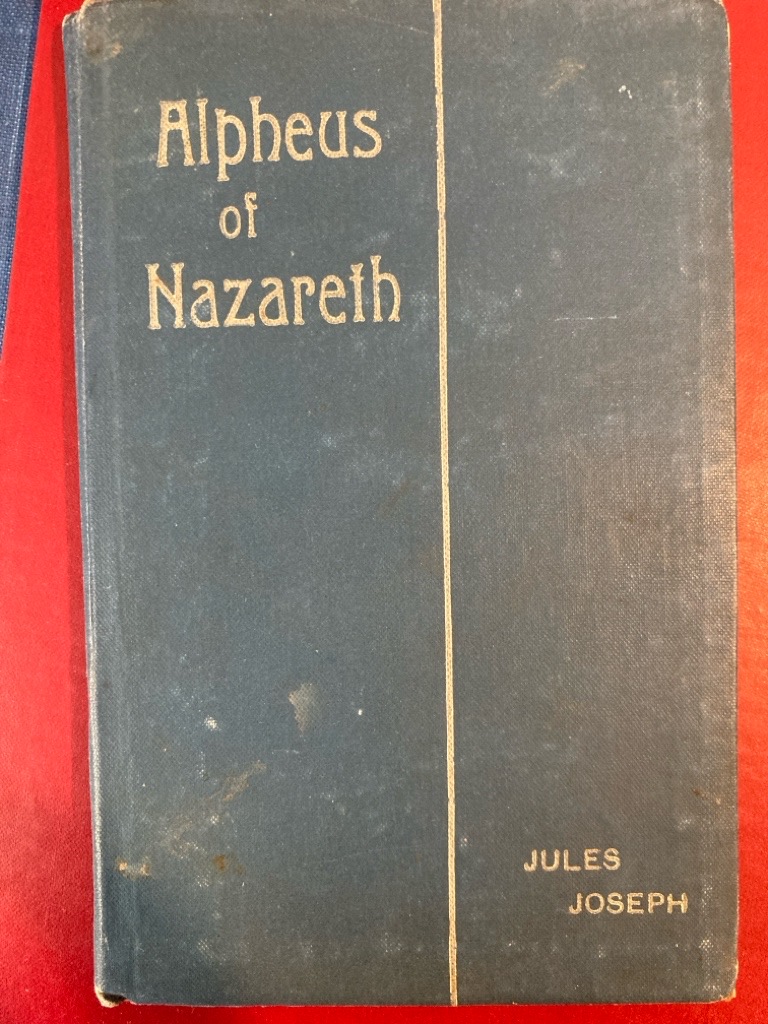 Alpheus
of
Nazareth
JULES
JOSEPH